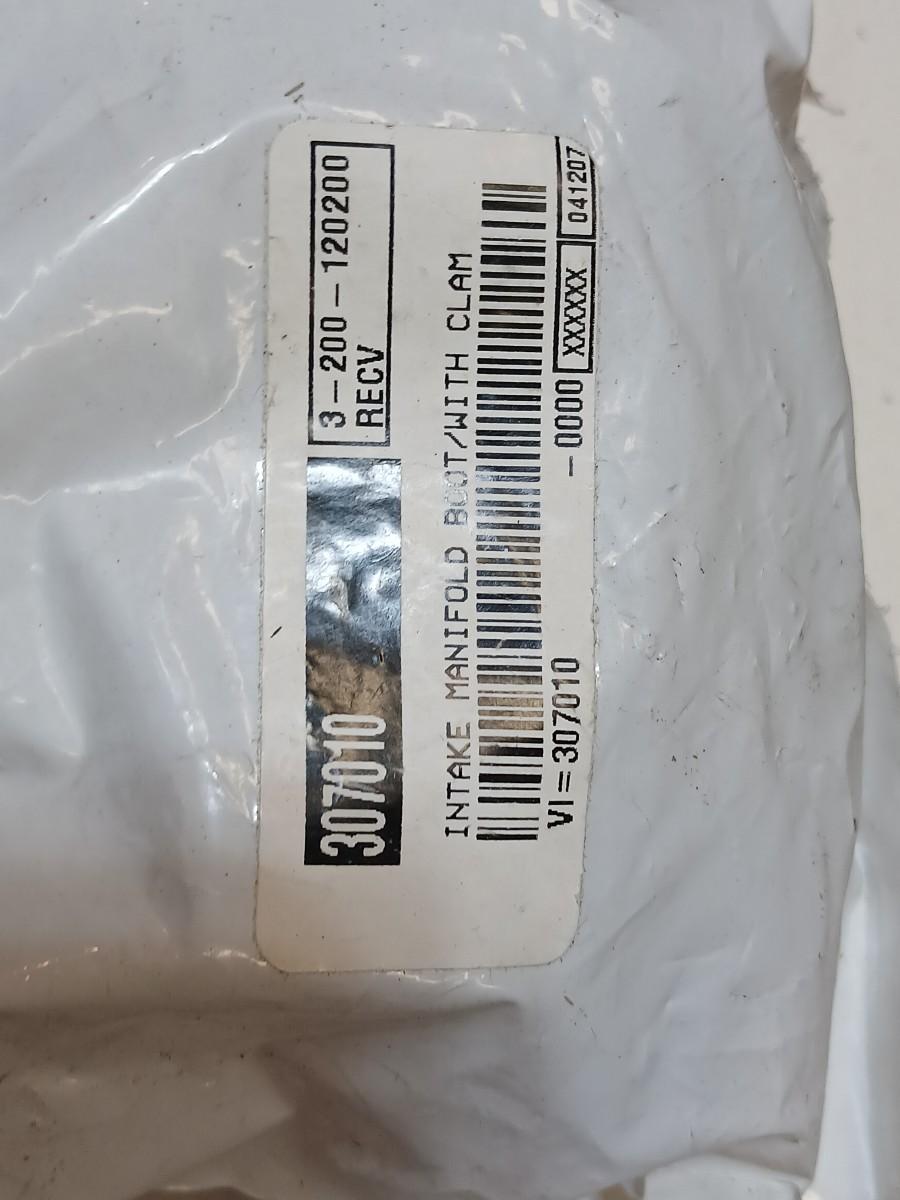 307010
3-200-120200
RECV
INTAKE MANIFOLD BOOT/WITH CLAM
VI=307010 -0000 XXXXXX 041207